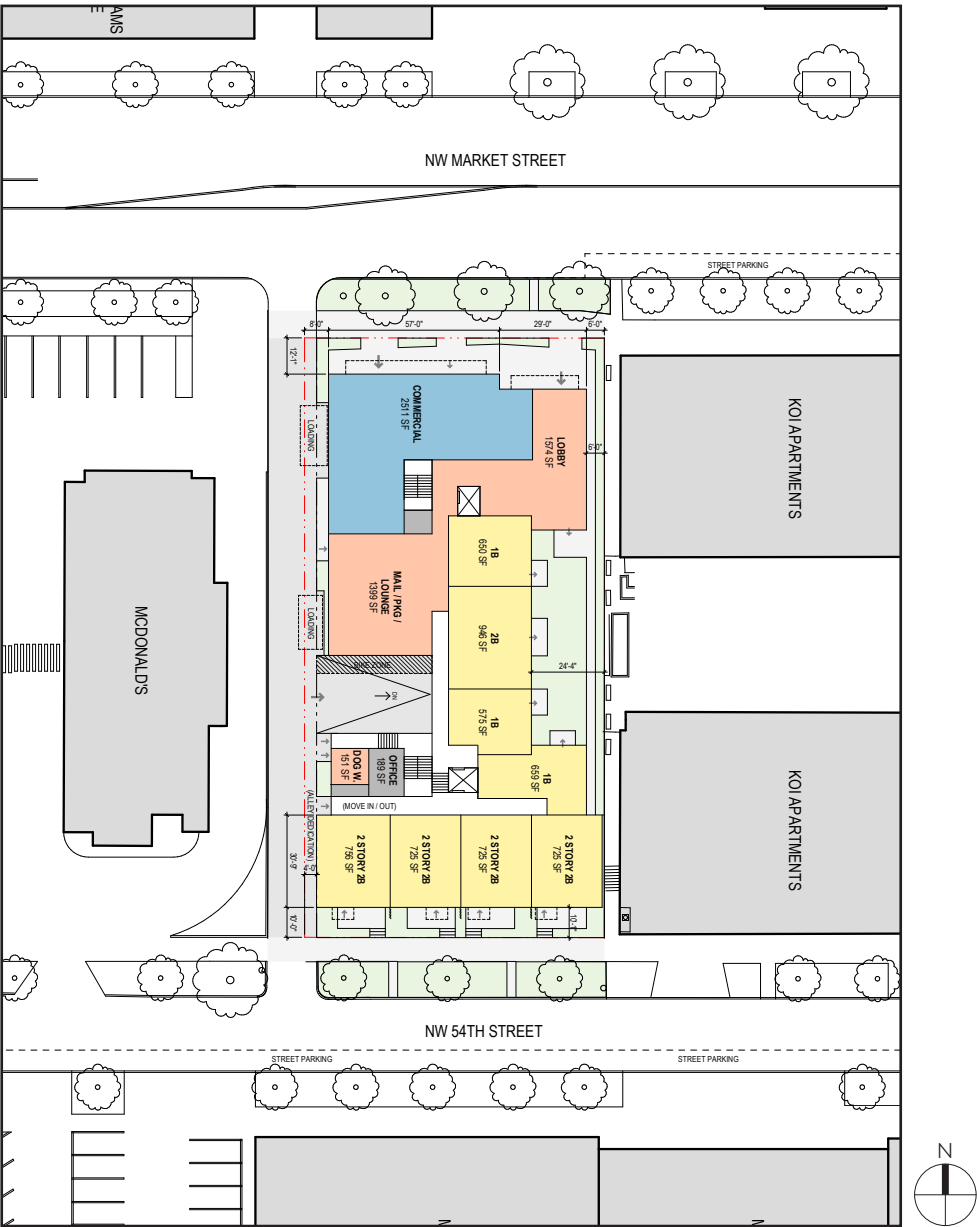 AMS
E
NW MARKET STREET
STREET PARKING
8'-0"
57'-0"
29'-0"
6'-0"
12'-1"
COMMERCIAL
2511 SF
LOADING
LOBBY
1574 SF
6'-0"
KOI APARTMENTS
1B
650 SF
MAIL / PKG /
LOUNGE
1399 SF
LOADING
MCDONALD'S
2B
946 SF
24'-4"
BIKE ZONE
DN
1B
575 SF
DOG W.
151 SF
OFFICE
189 SF
1B
659 SF
KOI APARTMENTS
(MOVE IN / OUT)
(ALLEY DEDICATION)
4'-0"
30'-9"
2 STORY 2B
756 SF
2 STORY 2B
725 SF
2 STORY 2B
725 SF
2 STORY 2B
725 SF
10'-0"
NW 54TH STREET
STREET PARKING
STREET PARKING
N